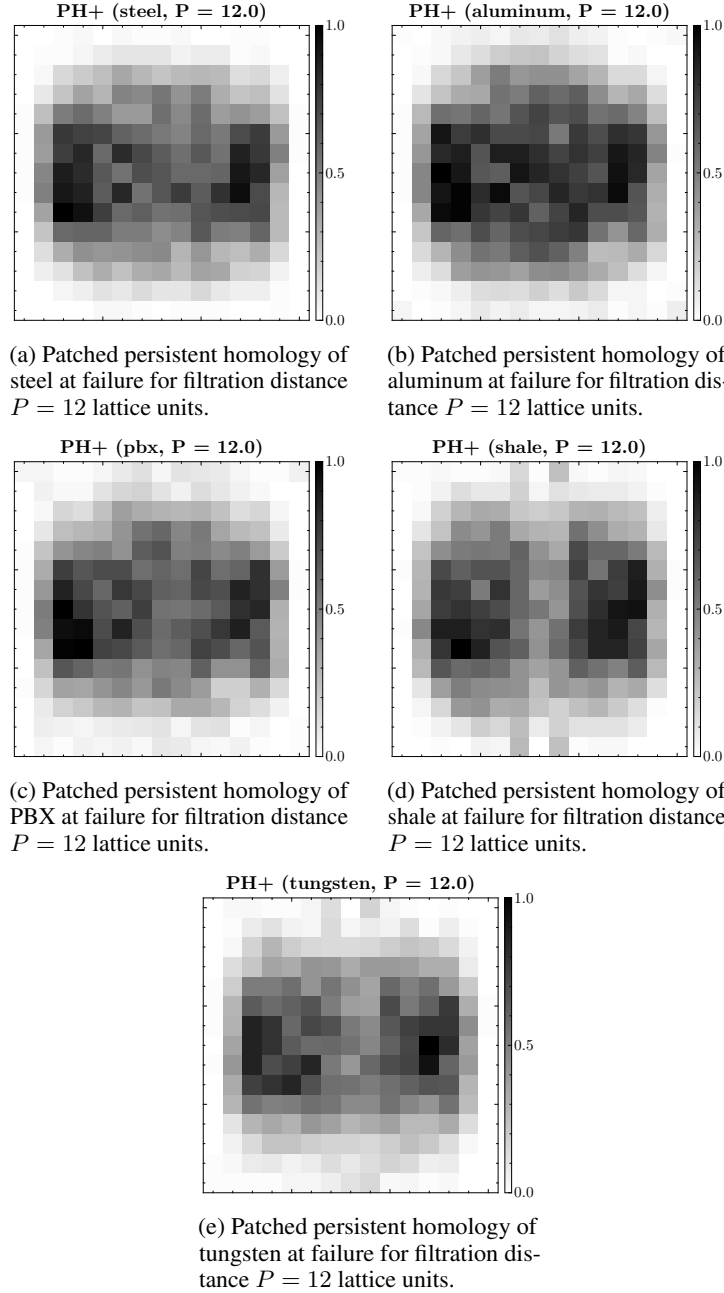 PH+ (steel, P = 12.0)
1.0
0.5
0.0
(a) Patched persistent homology of
steel at failure for filtration distance
P = 12 lattice units.
PH+ (aluminum, P = 12.0)
1.0
0.5
0.0
(b) Patched persistent homology of
aluminum at failure for filtration dis-
tance P = 12 lattice units.
PH+ (pbx, P = 12.0)
1.0
0.5
0.0
(c) Patched persistent homology of
PBX at failure for filtration distance
P = 12 lattice units.
PH+ (shale, P = 12.0)
1.0
0.5
0.0
(d) Patched persistent homology of
shale at failure for filtration distance
P = 12 lattice units.
PH+ (tungsten, P = 12.0)
1.0
0.5
0.0
(e) Patched persistent homology of
tungsten at failure for filtration dis-
tance P = 12 lattice units.